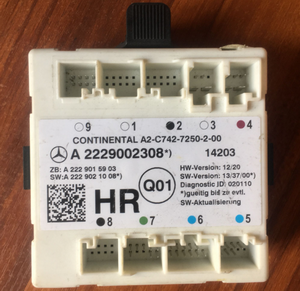 9 1 2 3 4
CONTINENTAL A2-C742-7250-2-00
A 2229002308*) 14203
ZB: A 222 901 59 03 HW-Version: 12/20
SW:A 222 902 10 08*) SW-Version: 13/37/00*)
Diagnostic ID: 020110
*)gueltig bis zu evtl.
SW-Aktualisierung
HR Q01
8 7 6 5